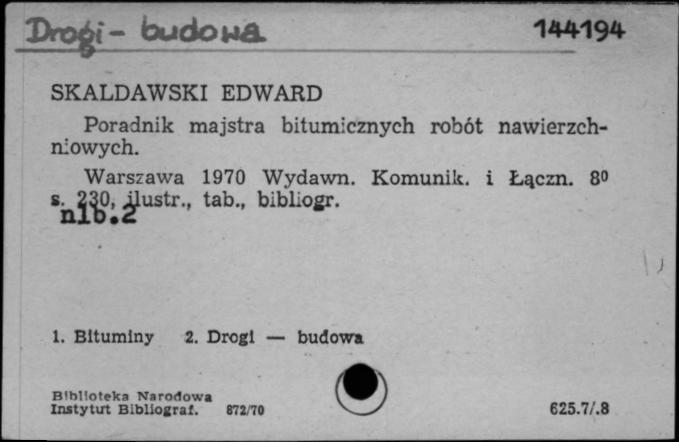 Drogi - budowa 144194
SKALDAWSKI EDWARD
Poradnik majstra bitumicznych robót nawierzch-
niowych.
Warszawa 1970 Wydawn. Komunik. i Łączn. 8⁰
s. 230, ilustr., tab., bibliogr.
nlb.2
1. Bituminy 2. Drogi — budowa
Biblioteka Narodowa
Instytut Bibliograf. 872/70 625.7/.8